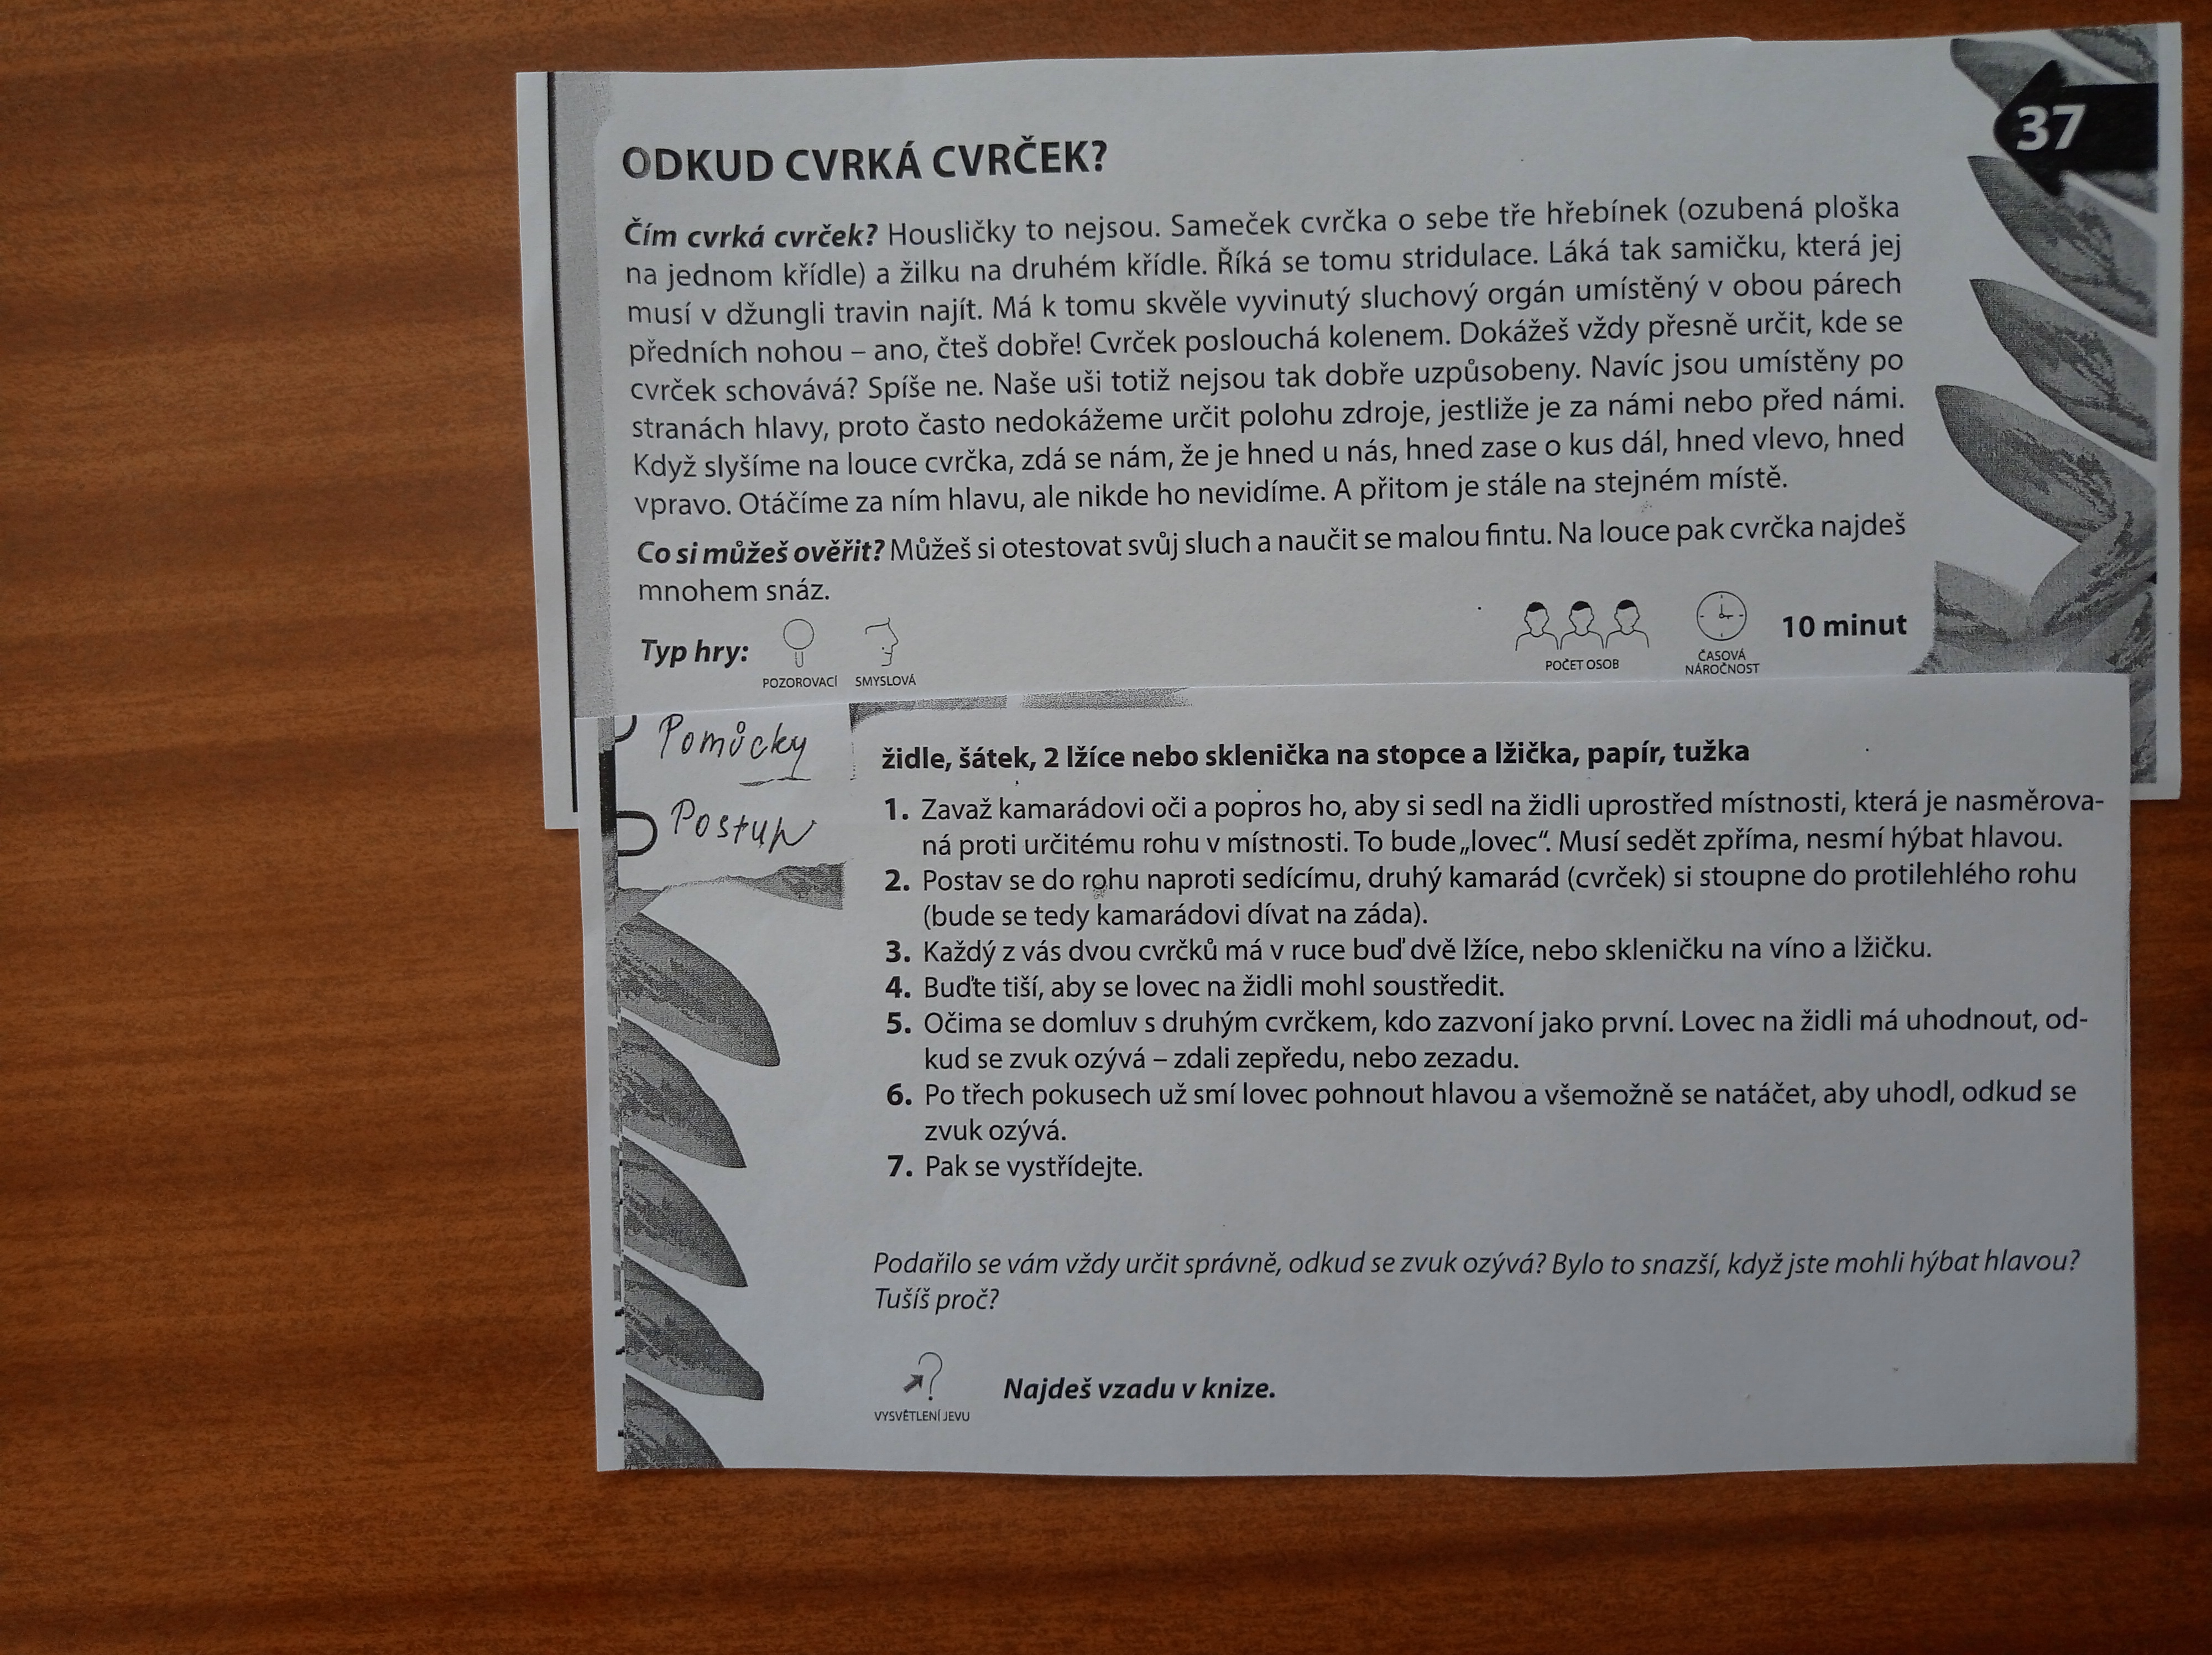 37
ODKUD CVRKÁ CVRČEK?
Čím cvrká cvrček? Housličky to nejsou. Sameček cvrčka o sebe tře hřebínek (ozubená ploška
na jednom křídle) a žilku na druhém křídle. Říká se tomu stridulace. Láká tak samičku, která jej
musí v džungli travin najít. Má k tomu skvěle vyvinutý sluchový orgán umístěný v obou párech
předních nohou – ano, čteš dobře! Cvrček poslouchá kolenem. Dokážeš vždy přesně určit, kde se
cvrček schovává? Spíše ne. Naše uši totiž nejsou tak dobře uzpůsobeny. Navíc jsou umístěny po
stranách hlavy, proto často nedokážeme určit polohu zdroje, jestliže je za námi nebo před námi.
Když slyšíme na louce cvrčka, zdá se nám, že je hned u nás, hned zase o kus dál, hned vlevo, hned
vpravo. Otáčíme za ním hlavu, ale nikde ho nevidíme. A přitom je stále na stejném místě.
Co si můžeš ověřit? Můžeš si otestovat svůj sluch a naučit se malou fintu. Na louce pak cvrčka najdeš
mnohem snáz.
Typ hry:
POZOROVACÍ SMYSLOVÁ
POČET OSOB
ČASOVÁ
NÁROČNOST
10 minut
Pomůcky
židle, šátek, 2 lžíce nebo sklenička na stopce a lžička, papír, tužka
Postup
1. Zavaž kamarádovi oči a popros ho, aby si sedl na židli uprostřed místnosti, která je nasměrova-
ná proti určitému rohu v místnosti. To bude „lovec“. Musí sedět zpříma, nesmí hýbat hlavou.
2. Postav se do rohu naproti sedícímu, druhý kamarád (cvrček) si stoupne do protilehlého rohu
(bude se tedy kamarádovi dívat na záda).
3. Každý z vás dvou cvrčků má v ruce buď dvě lžíce, nebo skleničku na víno a lžičku.
4. Buďte tiší, aby se lovec na židli mohl soustředit.
5. Očima se domluv s druhým cvrčkem, kdo zazvoní jako první. Lovec na židli má uhodnout, od-
kud se zvuk ozývá – zdali zepředu, nebo zezadu.
6. Po třech pokusech už smí lovec pohnout hlavou a všemožně se natáčet, aby uhodl, odkud se
zvuk ozývá.
7. Pak se vystřídejte.
Podařilo se vám vždy určit správně, odkud se zvuk ozývá? Bylo to snazší, když jste mohli hýbat hlavou?
Tušíš proč?
VYSVĚTLENÍ JEVU
Najdeš vzadu v knize.